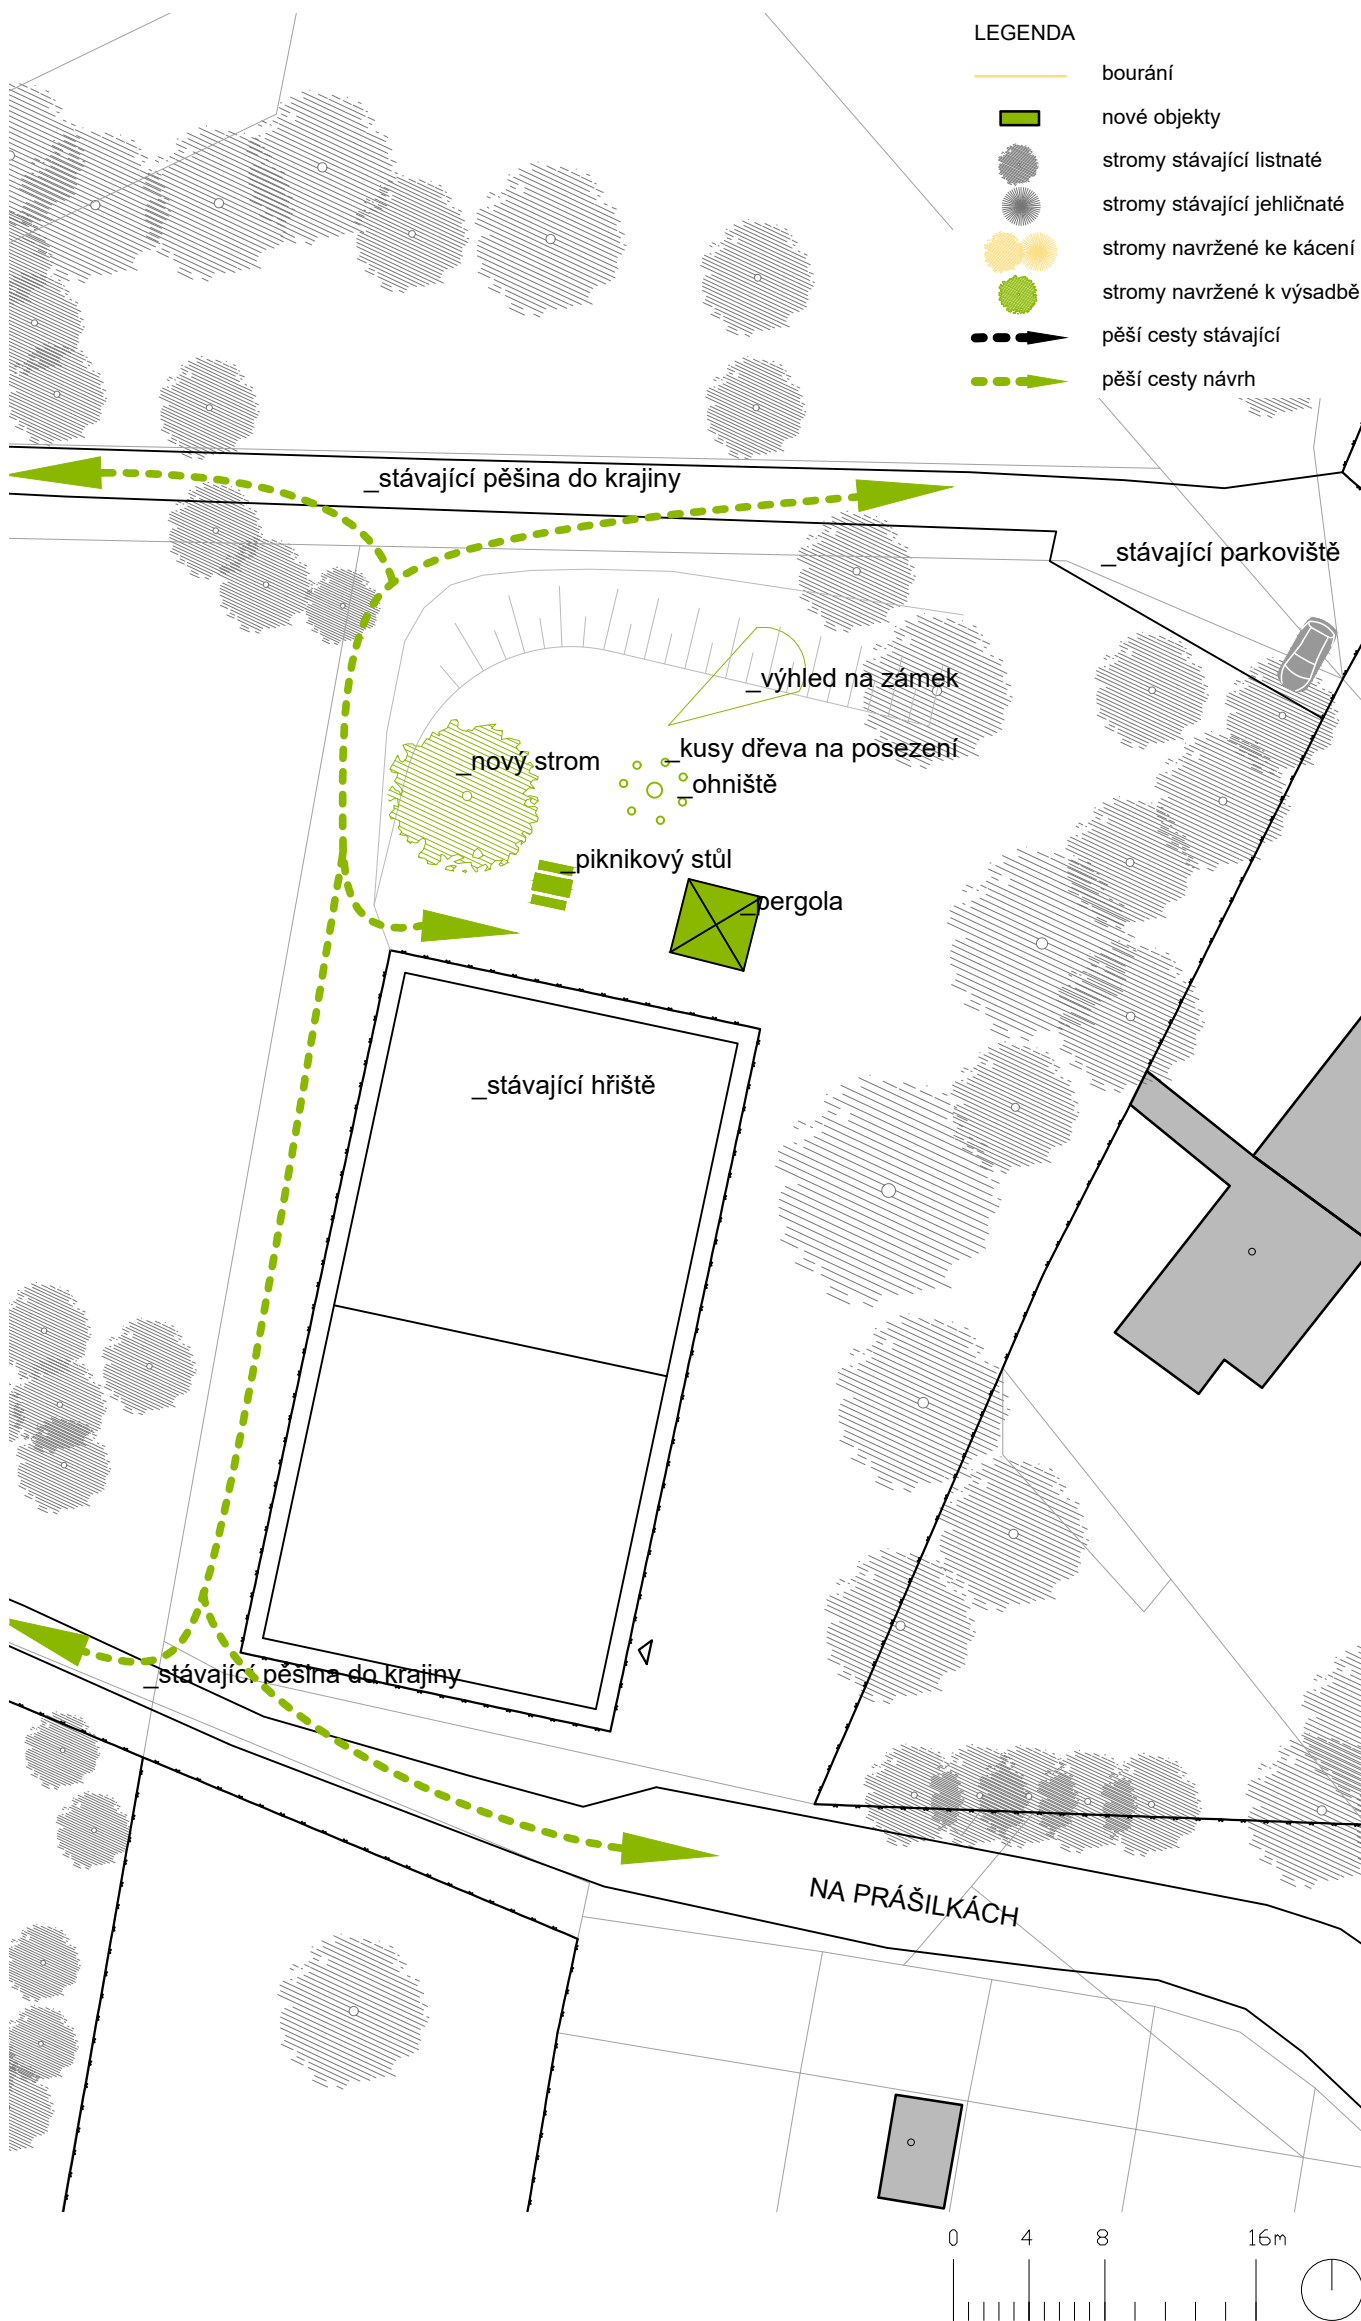 LEGENDA
bourání
nové objekty
stromy stávající listnaté
stromy stávající jehličnaté
stromy navržené ke kácení
stromy navržené k výsadbě
pěší cesty stávající
pěší cesty návrh
_stávající pěšina do krajiny
_stávající parkoviště
_výhled na zámek
_kusy dřeva na posezení
_nový strom
_ohniště
_piknikový stůl
_pergola
_stávající hřiště
_stávající pěšina do krajiny
NA PRÁŠILKÁCH
0 4 8 16m